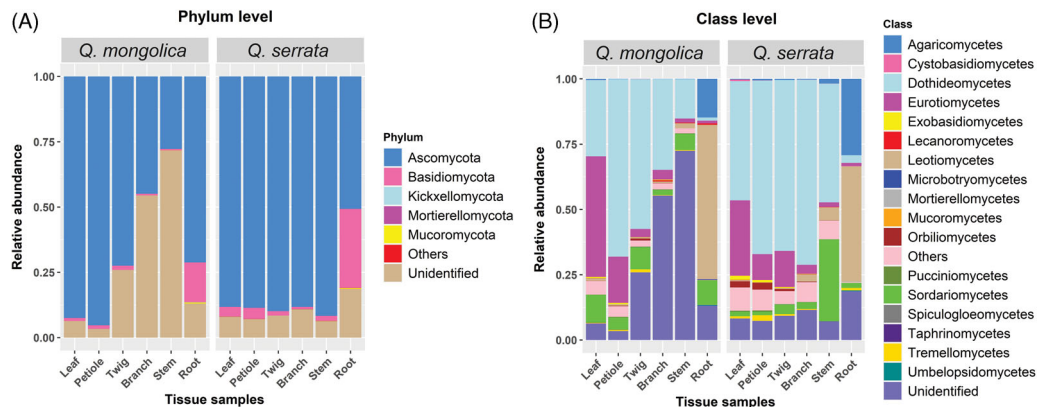 (A)
Phylum level
Q. mongolica
Q. serrata
Relative abundance
1.00
0.75
0.50
0.25
0.00
Leaf
Petiole
Twig
Branch
Stem
Root
Leaf
Petiole
Twig
Branch
Stem
Root
Tissue samples
Phylum
Ascomycota
Basidiomycota
Kickxellomycota
Mortierellomycota
Mucoromycota
Others
Unidentified
(B)
Class level
Q. mongolica
Q. serrata
Relative abundance
1.00
0.75
0.50
0.25
0.00
Leaf
Petiole
Twig
Branch
Stem
Root
Leaf
Petiole
Twig
Branch
Stem
Root
Tissue samples
Class
Agaricomycetes
Cystobasidiomycetes
Dothideomycetes
Eurotiomycetes
Exobasidiomycetes
Lecanoromycetes
Leotiomycetes
Microbotryomycetes
Mortierellomycetes
Mucoromycetes
Orbiliomycetes
Others
Pucciniomycetes
Sordariomycetes
Spiculogloeomycetes
Taphrinomycetes
Tremellomycetes
Umbelopsidomycetes
Unidentified